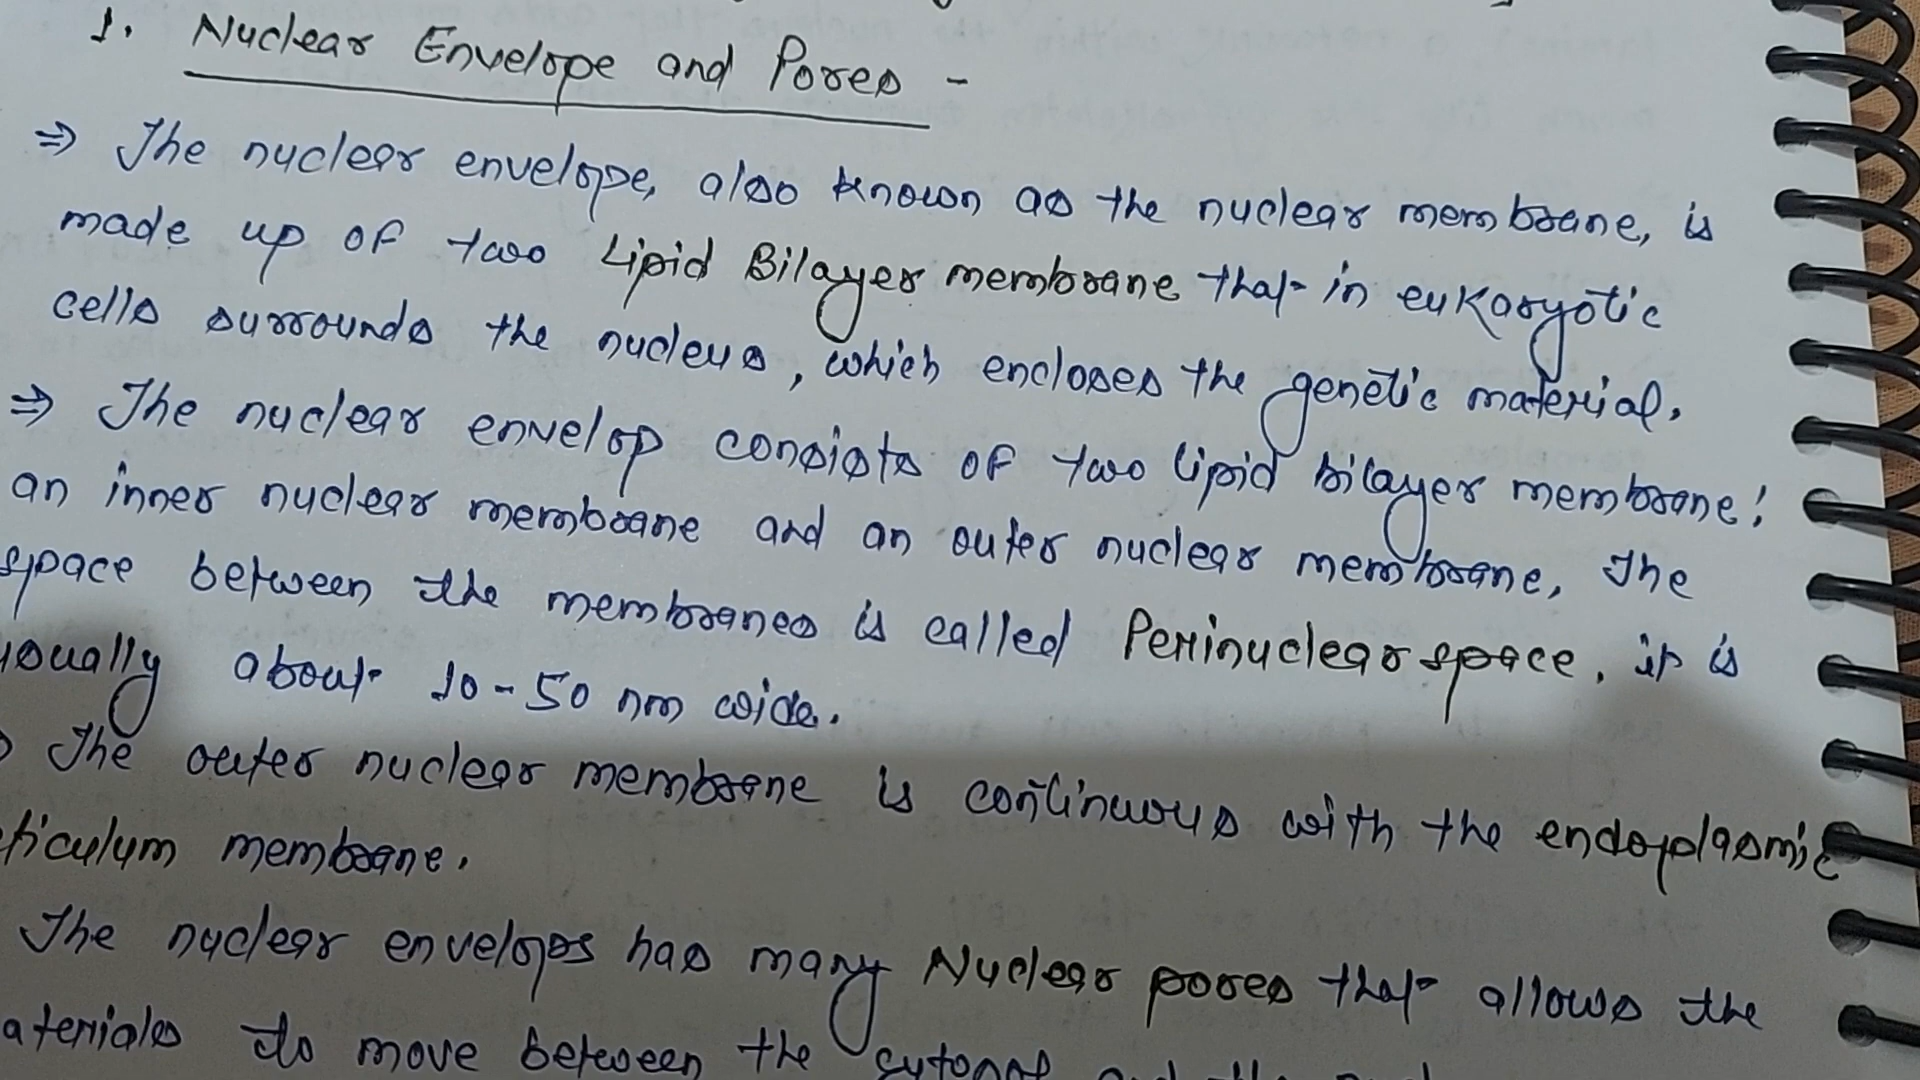 1. Nuclear Envelope and Pores -
⇒ The nuclear envelope, also known as the nuclear membrane, is
made up of two Lipid Bilayer membrane that in eukaryotic
cells surrounds the nucleus, which encloses the genetic material.
⇒ The nuclear envelop consists of two lipid bilayer membrane:
an inner nuclear membrane and an outer nuclear membrane, The
space between the membranes is called Perinuclear space, it is
usually about 10-50 nm wide.
The outer nuclear membrane is continuous with the endoplasmic
ticulum membrane.
The nuclear envelops has many Nuclear pores that allows the
aterials to move between the